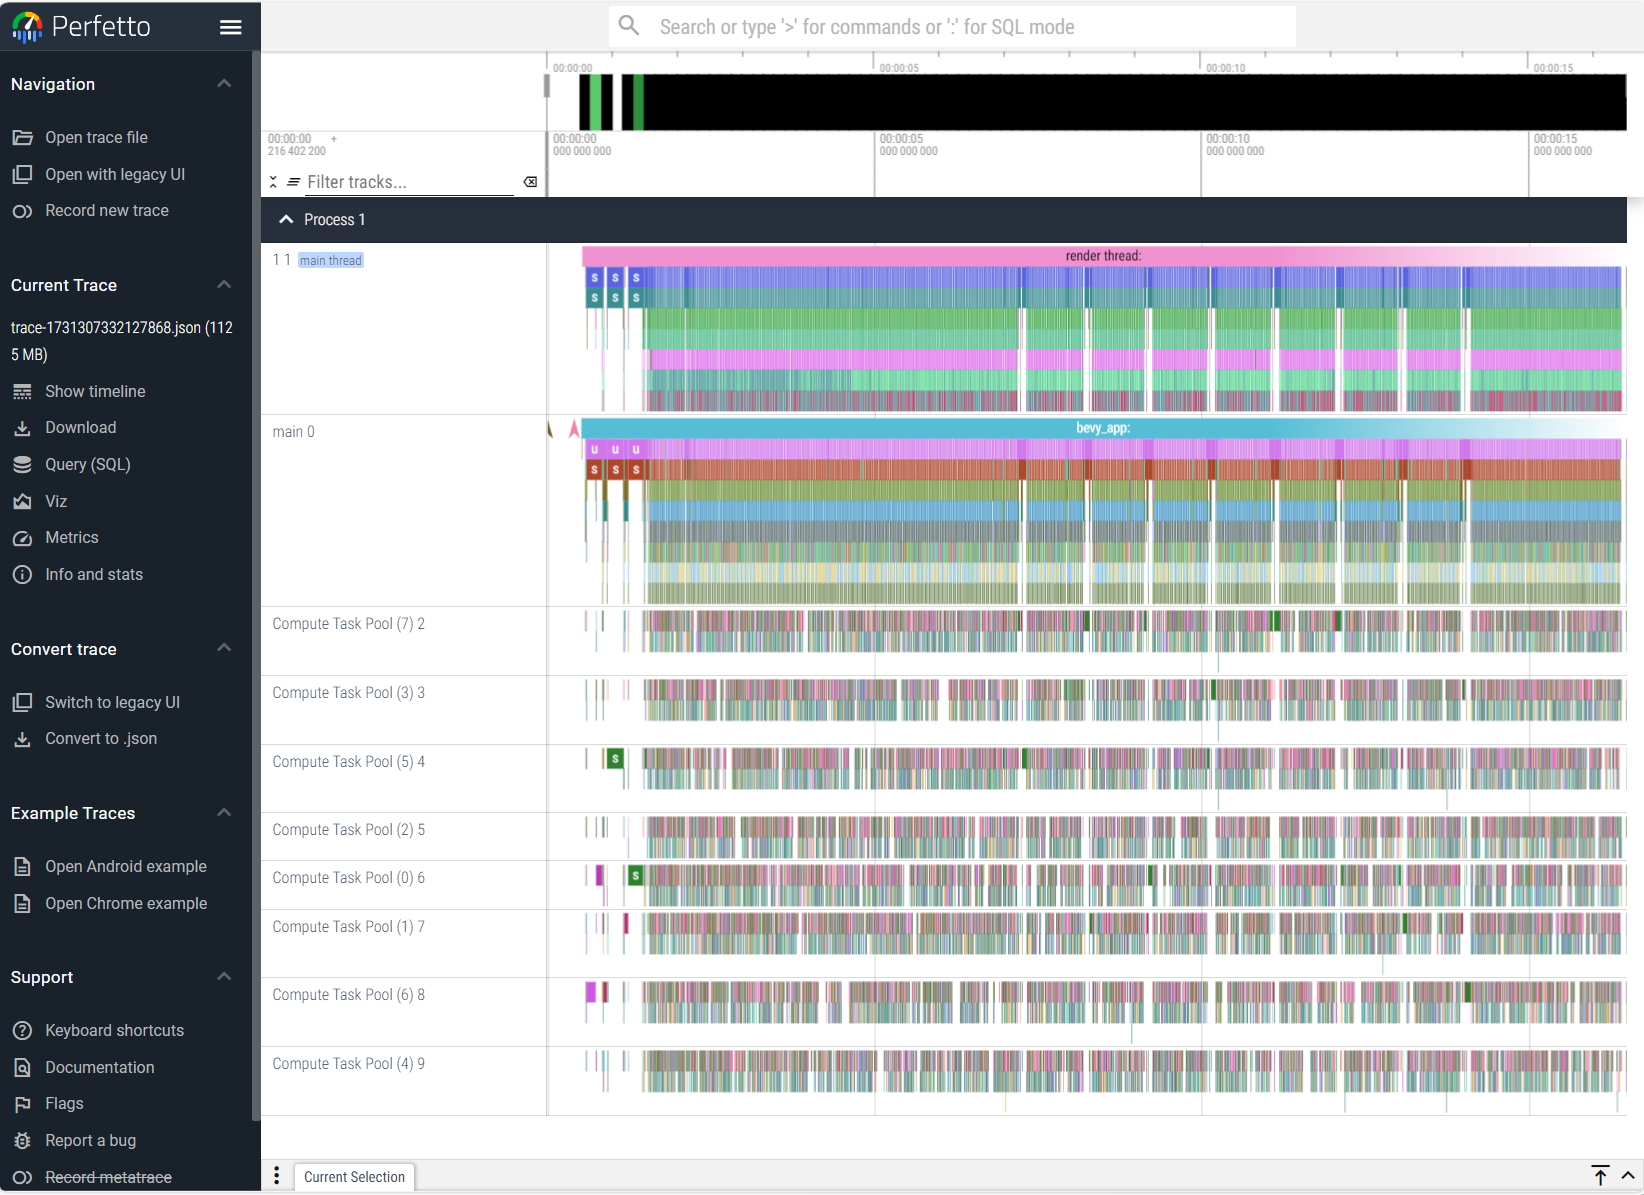 Perfetto
Search or type '>' for commands or ':' for SQL mode
Navigation
Open trace file
Open with legacy UI
Record new trace
Current Trace
trace-1731307332127868.json (112
5 MB)
Show timeline
Download
Query (SQL)
Viz
Metrics
Info and stats
Convert trace
Switch to legacy UI
Convert to .json
Example Traces
Open Android example
Open Chrome example
Support
Keyboard shortcuts
Documentation
Flags
Report a bug
Record metatrace
00:00:00 00:00:05 00:00:10 00:00:15
00:00:00 + 00:00:00 00:00:05 00:00:10 00:00:15
216 402 200 000 000 000 000 000 000 000 000 000 000 000 000
Filter tracks...
Process 1
1 1 main thread
render thread:
S S S
S S S
main 0
bevy_app:
u u u
S S S
Compute Task Pool (7) 2
Compute Task Pool (3) 3
Compute Task Pool (5) 4
S
Compute Task Pool (2) 5
Compute Task Pool (0) 6
S
Compute Task Pool (1) 7
Compute Task Pool (6) 8
Compute Task Pool (4) 9
Current Selection